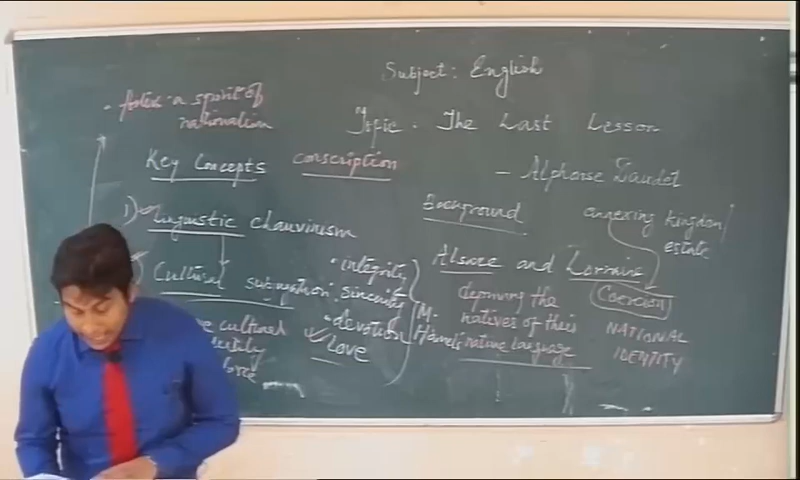 Subject: English
Topic - The Last Lesson
- Alphonse Daudet
a spirit of
nationalism
Key Concepts conscription
1) Linguistic chauvinism
Cultural subjugation
cultural
force
• integrity
sincerity
• devotion
Love
M.
Hamel's
Background
annexing kingdom/
estate
Alsace and Lorraine
depriving the
natives of their
native language
Coercion
NATIONAL
IDENTITY